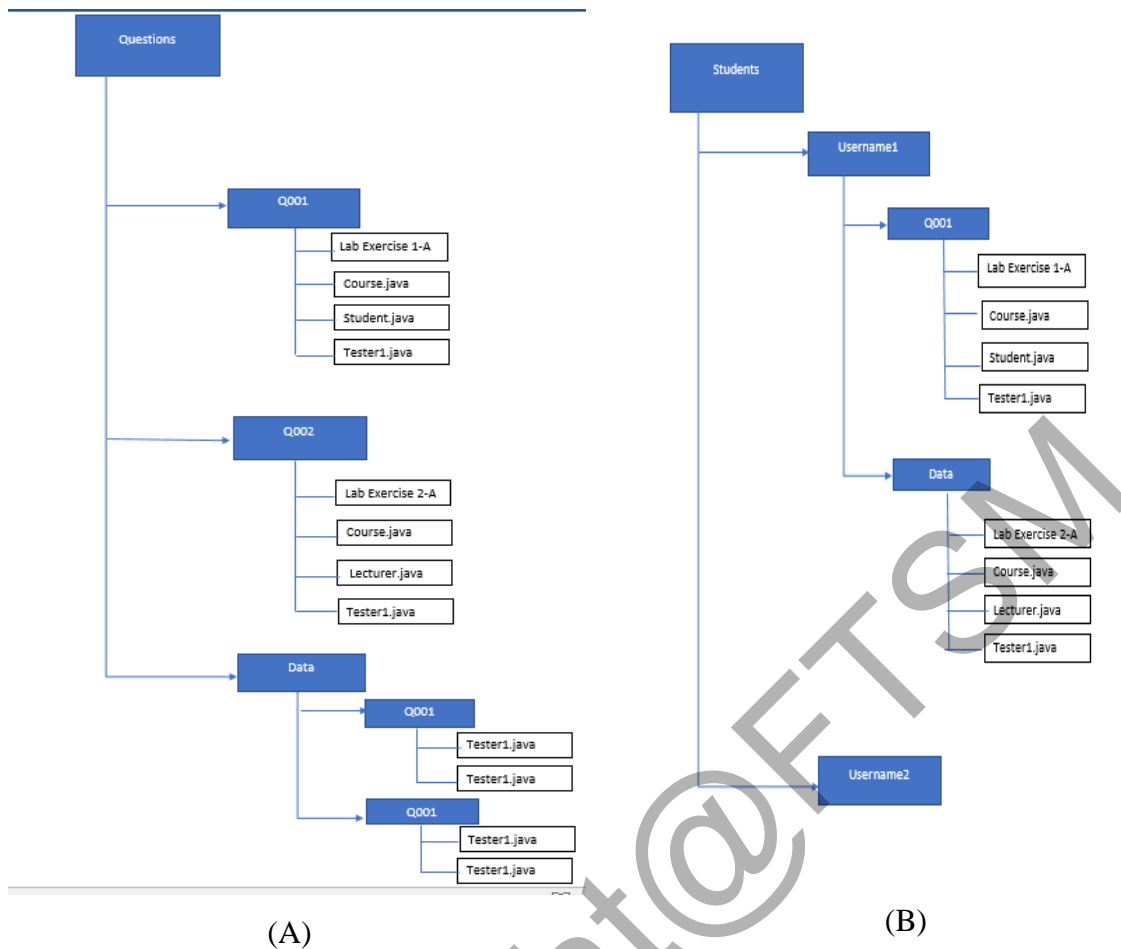 Questions
Q001
Lab Exercise 1-A
Course.java
Student.java
Tester1.java
Q002
Lab Exercise 2-A
Course.java
Lecturer.java
Tester1.java
Data
Q001
Tester1.java
Tester1.java
Q001
Tester1.java
Tester1.java
(A)
Students
Username1
Q001
Lab Exercise 1-A
Course.java
Student.java
Tester1.java
Data
Lab Exercise 2-A
Course.java
Lecturer.java
Tester1.java
Username2
(B)
t@FTSM